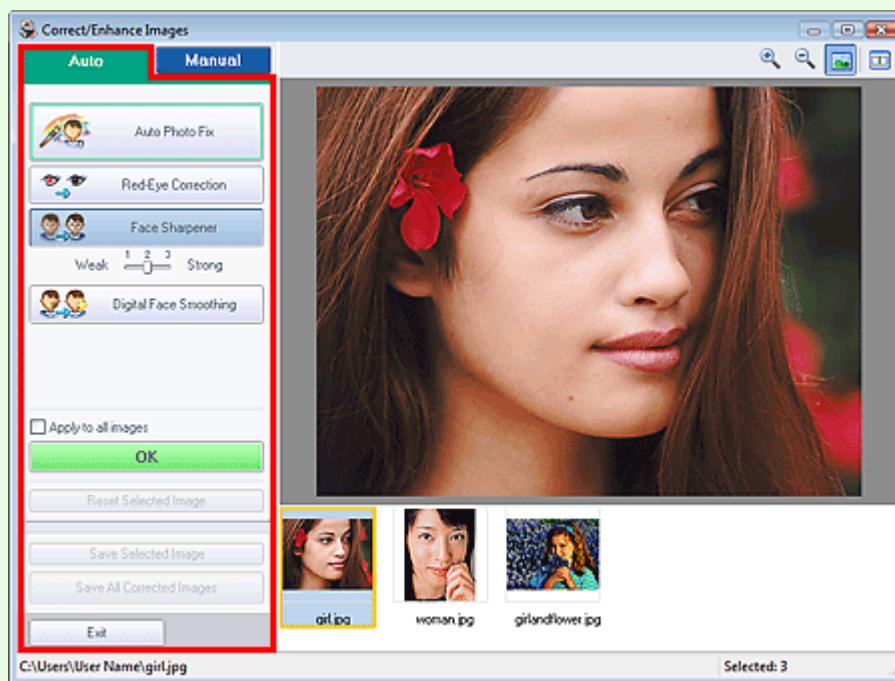 Correct/Enhance Images
Auto Manual
Auto Photo Fix
Red-Eye Correction
Face Sharpener
1 2 3
Weak Strong
Digital Face Smoothing
Apply to all images
OK
Reset Selected Image
Save Selected Image
Save All Corrected Images
Exit
girl.jpg woman.jpg girlandflower.jpg
C:\Users\User Name\girl.jpg Selected: 3